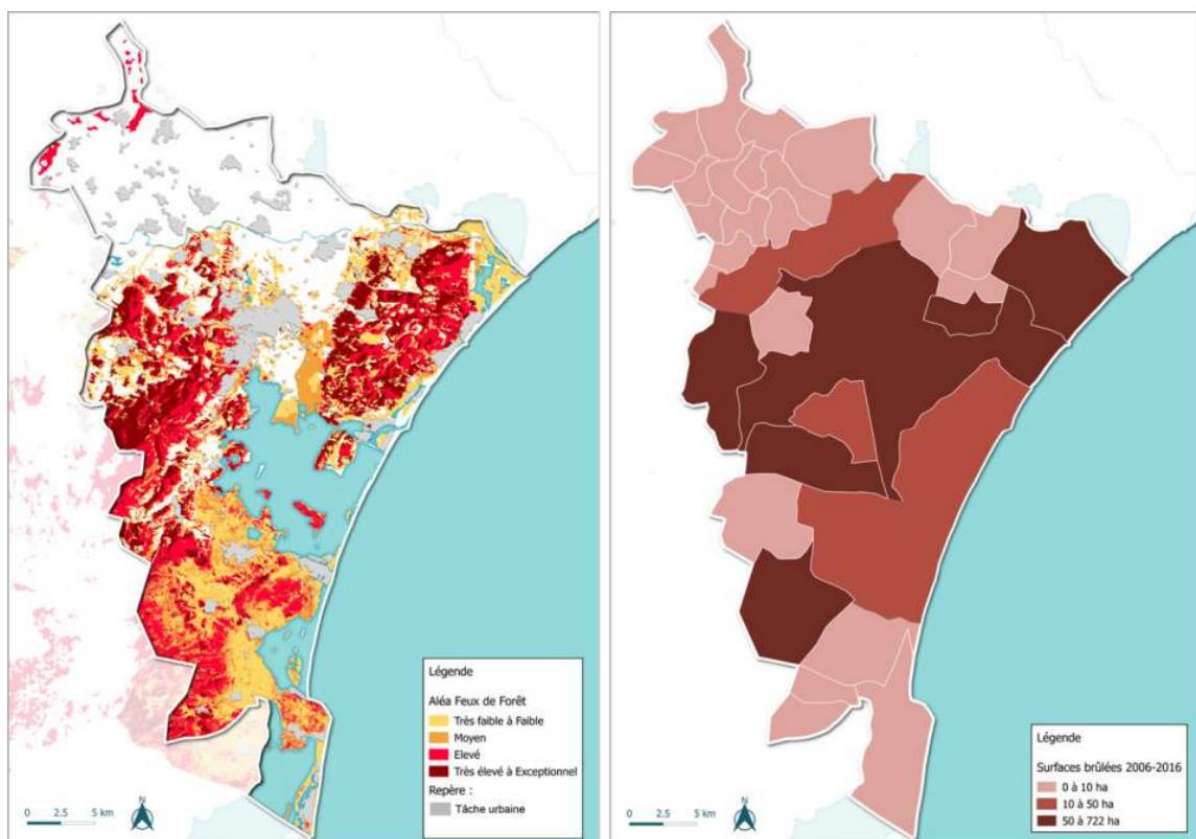 Légende
Aléa Feux de Forêt
Très faible à Faible
Moyen
Elevé
Très élevé à Exceptionnel
Repère :
Tâche urbaine
0 2.5 5 km
N
Légende
Surfaces brûlées 2006-2016
0 à 10 ha
10 à 50 ha
50 à 722 ha
0 2.5 5 km
N